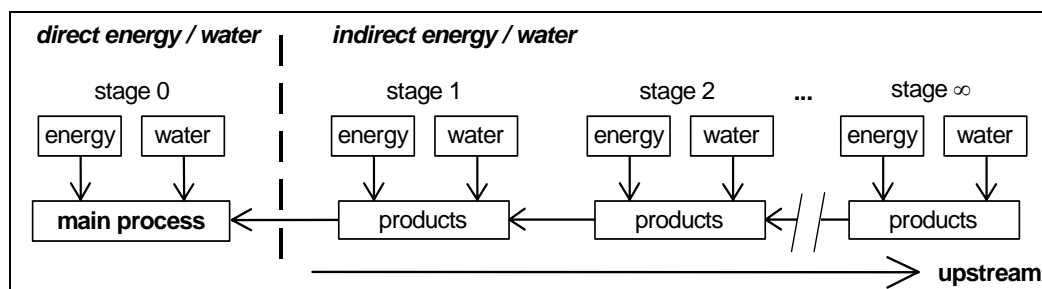 direct energy / water
indirect energy / water
stage 0
stage 1
stage 2
...
stage ∞
energy
water
energy
water
energy
water
energy
water
main process
products
products
products
upstream